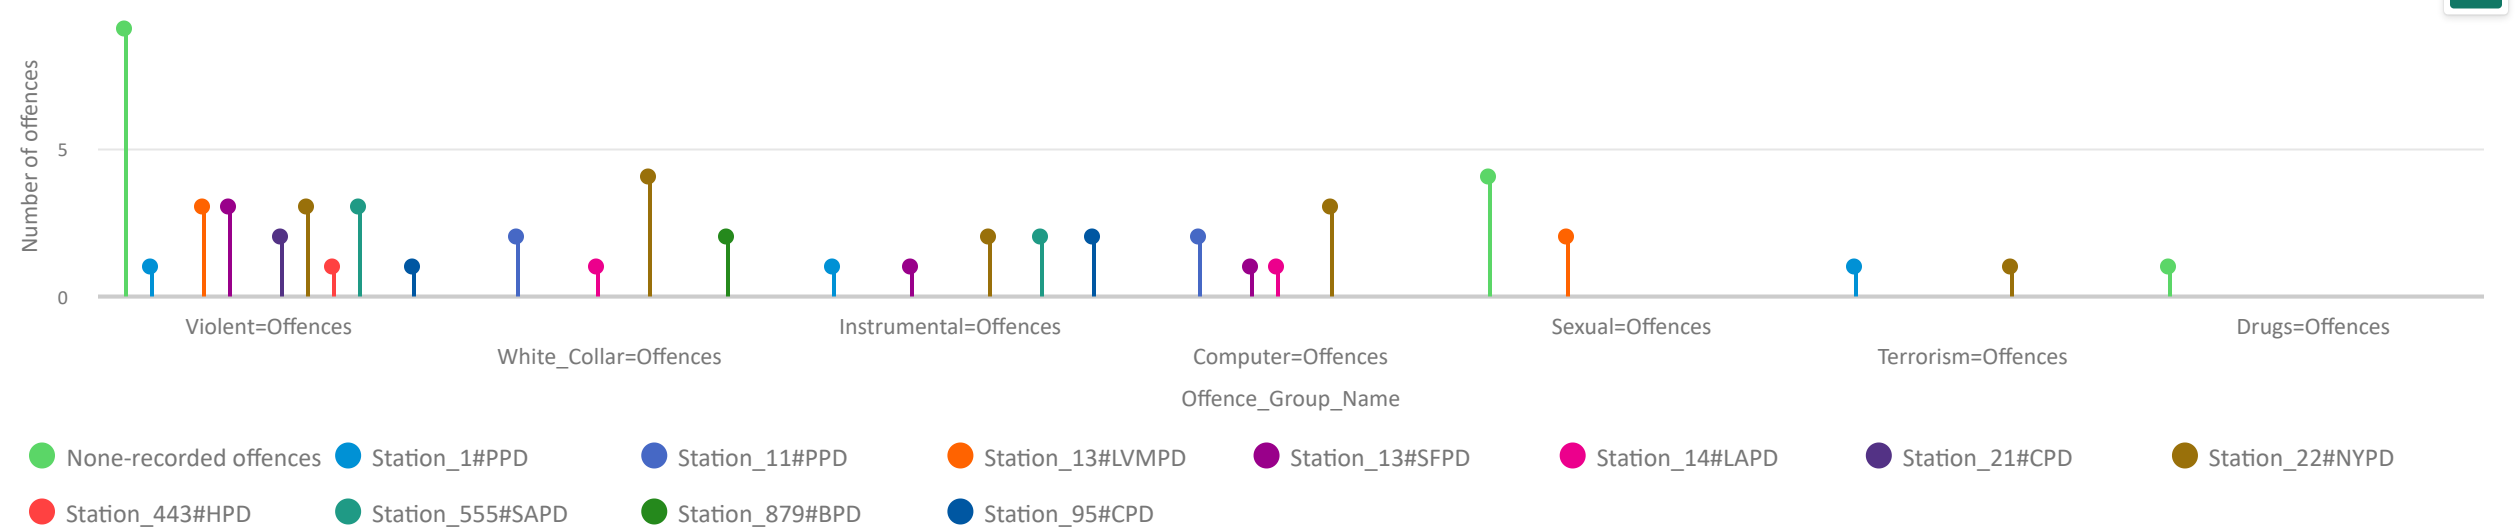 Number of offences
5
0
Violent=Offences
White_Collar=Offences
Instrumental=Offences
Computer=Offences
Sexual=Offences
Terrorism=Offences
Drugs=Offences
Offence_Group_Name
None-recorded offences
Station_1#PPD
Station_11#PPD
Station_13#LVMPD
Station_13#SFPD
Station_14#LAPD
Station_21#CPD
Station_22#NYPD
Station_443#HPD
Station_555#SAPD
Station_879#BPD
Station_95#CPD